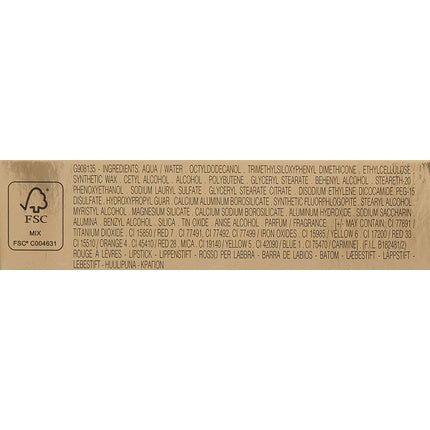 G908135 - INGREDIENTS: AQUA / WATER . OCTYLDODECANOL . TRIMETHYLSILOXYPHENYL DIMETHICONE . ETHYLCELLULOSE
SYNTHETIC WAX . CETYL ALCOHOL . POLYBUTENE . GLYCERYL STEARATE . BEHENYL ALCOHOL . STEARETH-20
PHENOXYETHANOL . SODIUM LAURYL SULFATE . GLYCERYL STEARATE CITRATE . DISODIUM ETHYLENE DICOCAMIDE PEG-15
DISULFATE . HYDROXYPROPYL GUAR . CALCIUM ALUMINUM BOROSILICATE . SYNTHETIC FLUORPHLOGOPITE . STEARYL ALCOHOL
MYRISTYL ALCOHOL . MAGNESIUM SILICATE . CALCIUM SODIUM BOROSILICATE . ALUMINUM HYDROXIDE . SODIUM SACCHARIN
ALUMINA . BENZYL ALCOHOL . SILICA . TIN OXIDE . ANISE ALCOHOL . PARFUM / FRAGRANCE . [+/- MAY CONTAIN: CI 77891 /
TITANIUM DIOXIDE . CI 15850 / RED 7 . CI 77491, CI 77492, CI 77499 / IRON OXIDES . CI 15985 / YELLOW 6 . CI 17200 / RED 33 .
CI 15510 / ORANGE 4 . CI 45410 / RED 28 . MICA . CI 19140 / YELLOW 5 . CI 42090 / BLUE 1 . CI 75470 / CARMINE] . (F.I.L. B182481/2)
ROUGE À LÈVRES - LIPSTICK - LIPPENSTIFT - ROSSO PER LABBRA - BARRA DE LABIOS - BATOM - LÆBESTIFT - LÄPPSTIFT -
LEBESTIFT - HUULIPUNA - ΚΡΑΓΙΟΝ
FSC
MIX
FSC® C004631